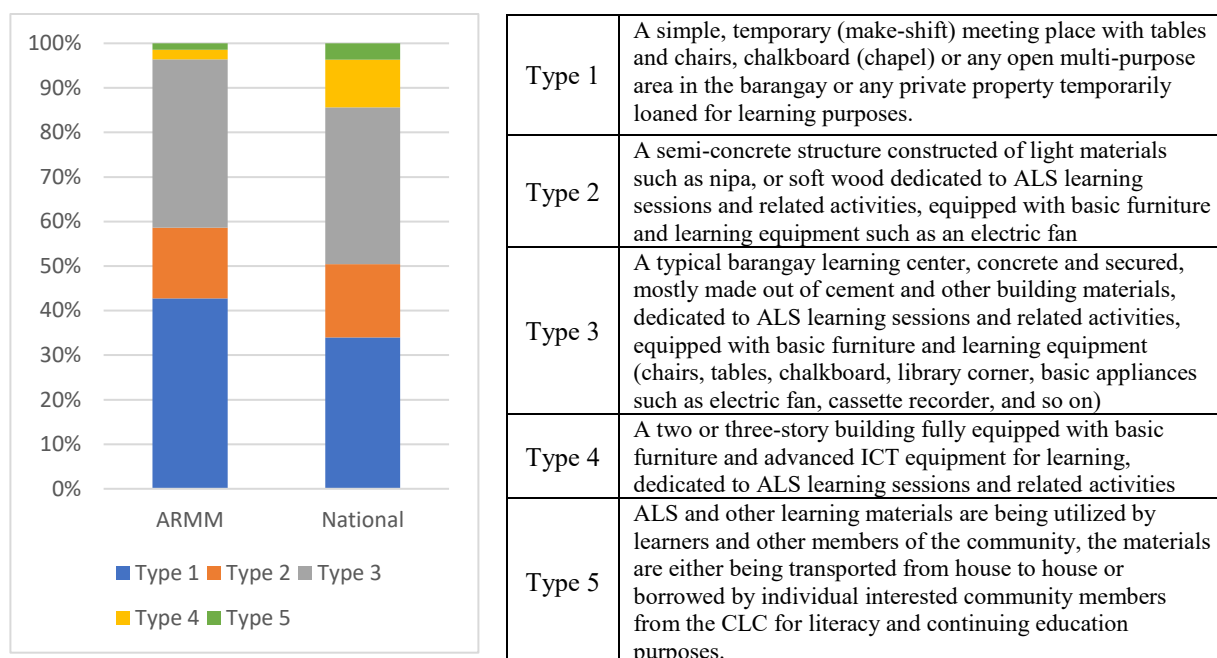 100%
90%
80%
70%
60%
50%
40%
30%
20%
10%
0%
ARMM National
Type 1 Type 2 Type 3
Type 4 Type 5
Type 1
A simple, temporary (make-shift) meeting place with tables
and chairs, chalkboard (chapel) or any open multi-purpose
area in the barangay or any private property temporarily
loaned for learning purposes.
Type 2
A semi-concrete structure constructed of light materials
such as nipa, or soft wood dedicated to ALS learning
sessions and related activities, equipped with basic furniture
and learning equipment such as an electric fan
Type 3
A typical barangay learning center, concrete and secured,
mostly made out of cement and other building materials,
dedicated to ALS learning sessions and related activities,
equipped with basic furniture and learning equipment
(chairs, tables, chalkboard, library corner, basic appliances
such as electric fan, cassette recorder, and so on)
Type 4
A two or three-story building fully equipped with basic
furniture and advanced ICT equipment for learning,
dedicated to ALS learning sessions and related activities
Type 5
ALS and other learning materials are being utilized by
learners and other members of the community, the materials
are either being transported from house to house or
borrowed by individual interested community members
from the CLC for literacy and continuing education
purposes.